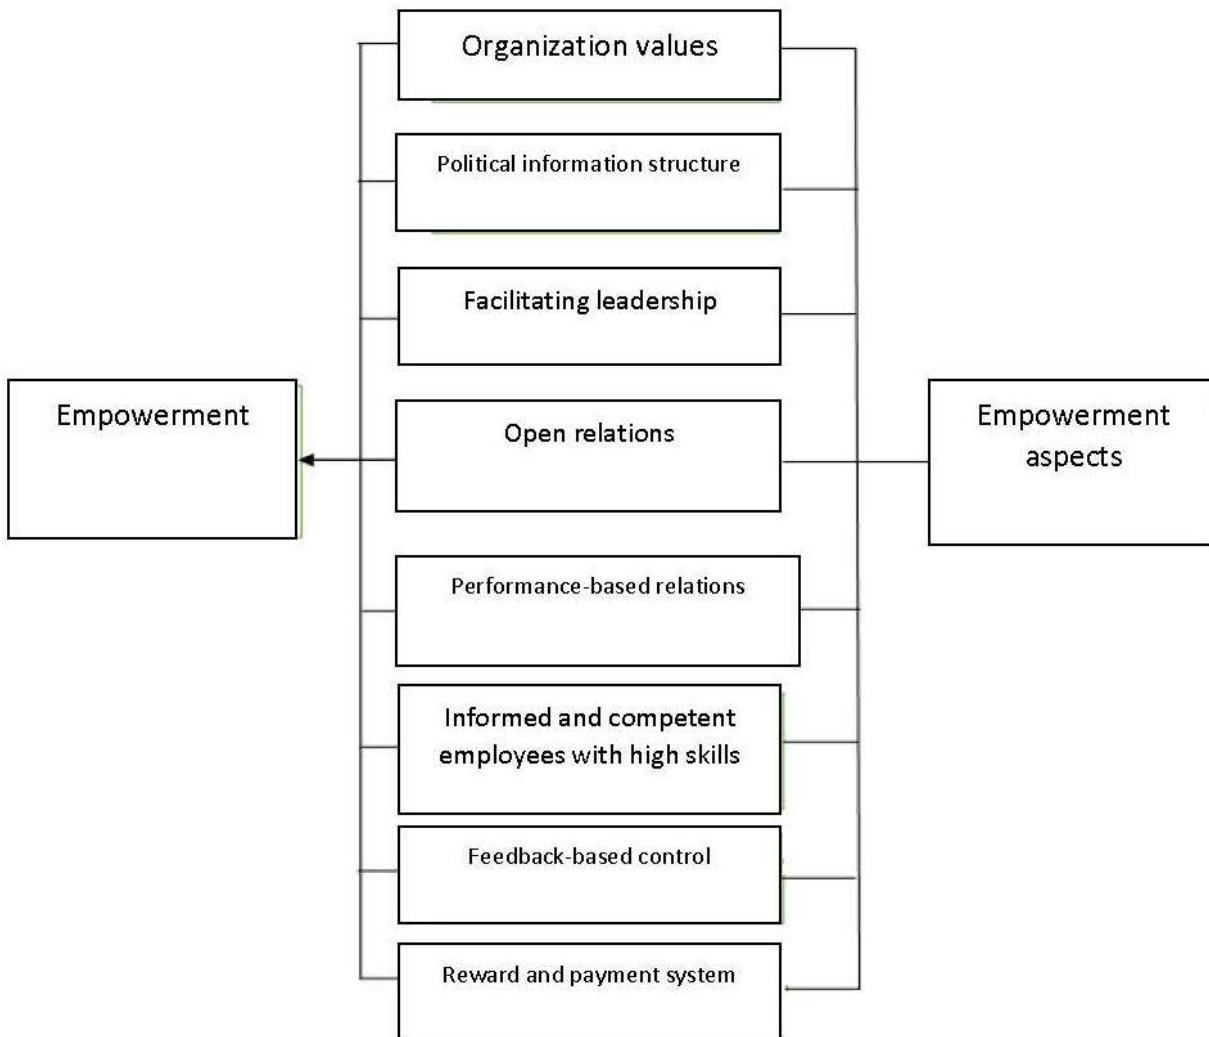 Organization values
Political information structure
Facilitating leadership
Empowerment
Open relations
Empowerment
aspects
Performance-based relations
Informed and competent
employees with high skills
Feedback-based control
Reward and payment system